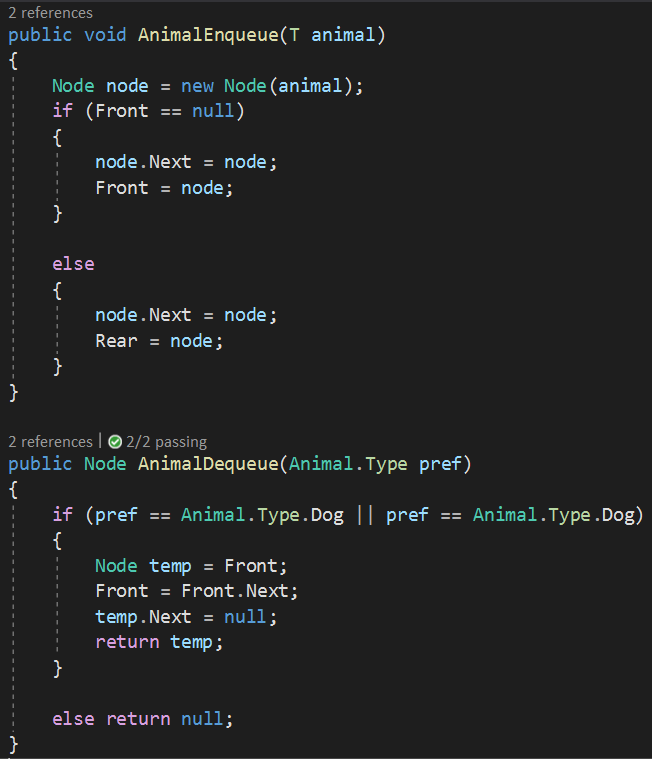 2 references
public void AnimalEnqueue(T animal)
{
    Node node = new Node(animal);
    if (Front == null)
    {
        node.Next = node;
        Front = node;
    }

    else
    {
        node.Next = node;
        Rear = node;
    }
}

2 references | 2/2 passing
public Node AnimalDequeue(Animal.Type pref)
{
    if (pref == Animal.Type.Dog || pref == Animal.Type.Dog)
    {
        Node temp = Front;
        Front = Front.Next;
        temp.Next = null;
        return temp;
    }

    else return null;
}